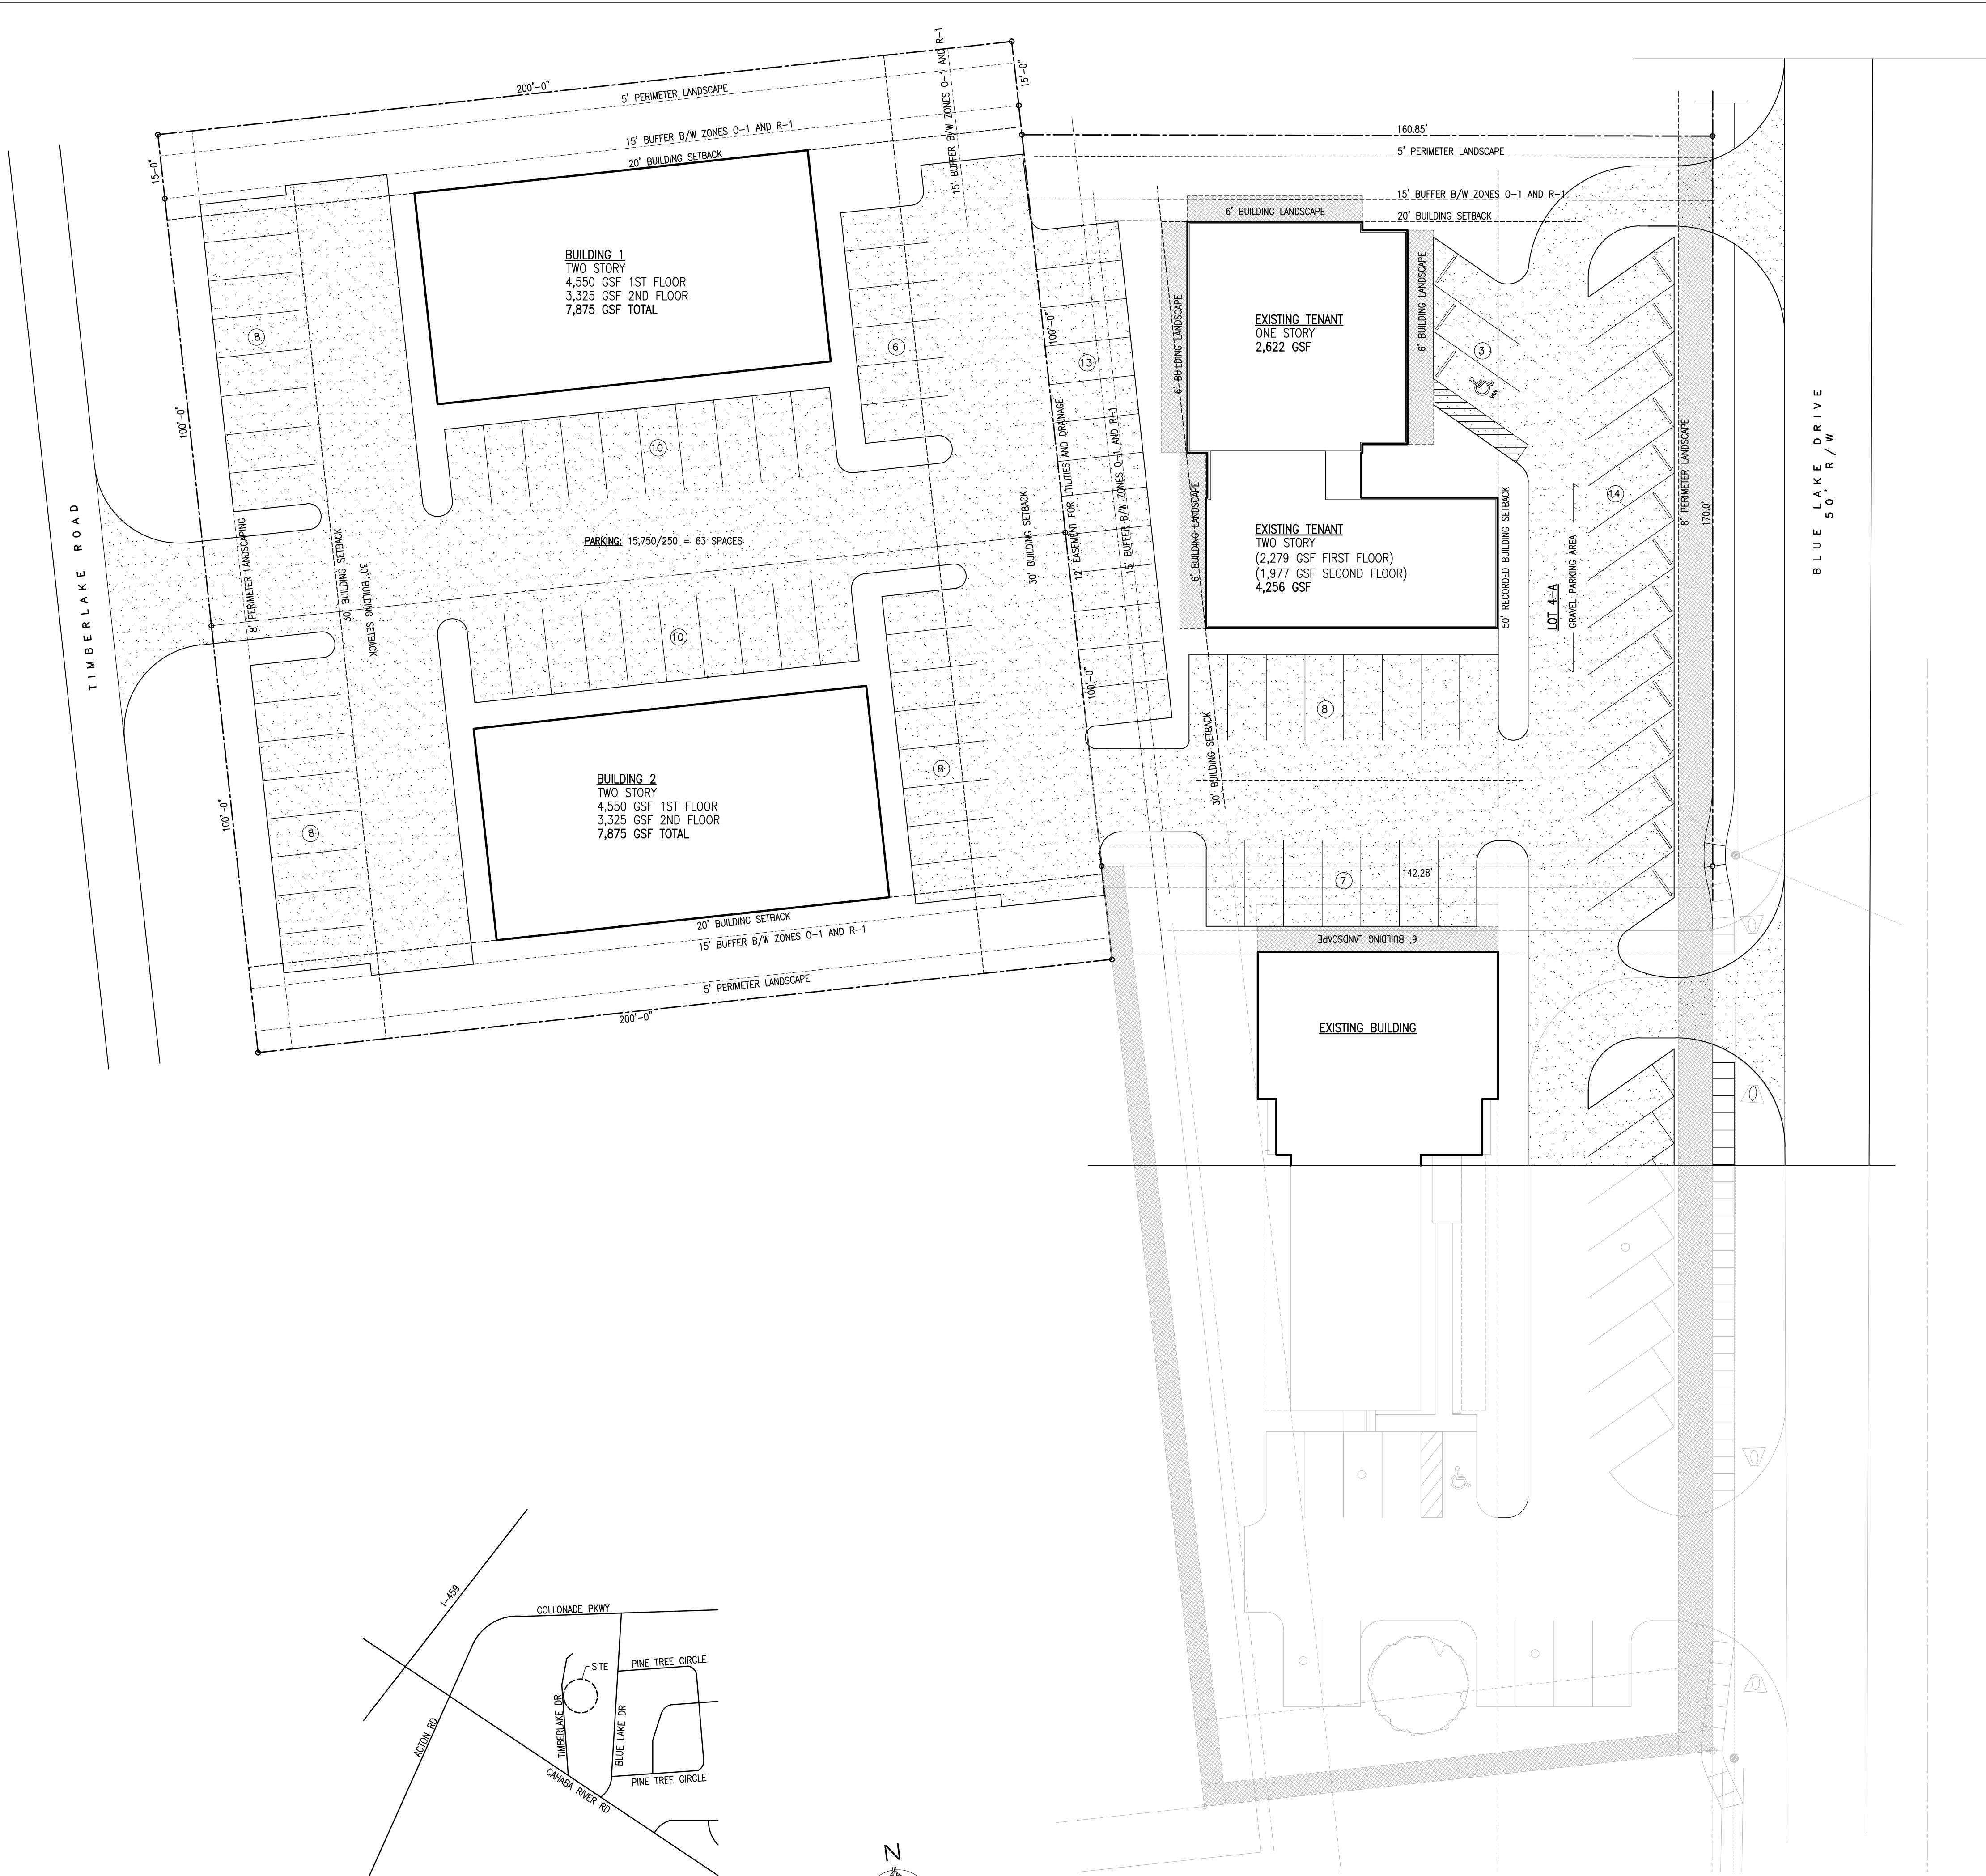 200'-0"
5' PERIMETER LANDSCAPE
15' BUFFER B/W ZONES O-1 AND R-1
20' BUILDING SETBACK
15'-0"
15-0"
15' BUFFER B/W ZONES O-1 AND R-1
BUILDING 1
TWO STORY
4,550 GSF 1ST FLOOR
3,325 GSF 2ND FLOOR
7,875 GSF TOTAL
8
6
10
13
100'-0"
100'-0"
TIMBERLAKE ROAD
8' PERIMETER LANDSCAPING
30' BUILDING SETBACK
30' BUILDING SETBACK
PARKING: 15,750/250 = 63 SPACES
30' BUILDING SETBACK
12' EASEMENT FOR UTILITIES AND DRAINAGE
15' BUFFER B/W ZONES O-1 AND R-1
10
100'-0"
100'-0"
8
8
BUILDING 2
TWO STORY
4,550 GSF 1ST FLOOR
3,325 GSF 2ND FLOOR
7,875 GSF TOTAL
20' BUILDING SETBACK
15' BUFFER B/W ZONES O-1 AND R-1
5' PERIMETER LANDSCAPE
200'-0"
160.85'
5' PERIMETER LANDSCAPE
15' BUFFER B/W ZONES O-1 AND R-1
20' BUILDING SETBACK
6' BUILDING LANDSCAPE
6' BUILDING LANDSCAPE
6' BUILDING LANDSCAPE
EXISTING TENANT
ONE STORY
2,622 GSF
3
VAN
6' BUILDING LANDSCAPE
EXISTING TENANT
TWO STORY
(2,279 GSF FIRST FLOOR)
(1,977 GSF SECOND FLOOR)
4,256 GSF
50' RECORDED BUILDING SETBACK
LOT 4-A
GRAVEL PARKING AREA
14
8' PERIMETER LANDSCAPE
170.0'
BLUE LAKE DRIVE
50' R/W
8
30' BUILDING SETBACK
7
142.28'
6' BUILDING LANDSCAPE
EXISTING BUILDING
I-459
COLLONADE PKWY
SITE
PINE TREE CIRCLE
TIMBERLAKE DR
BLUE LAKE DR
ACTON RD
PINE TREE CIRCLE
CAHABA RIVER RD
N